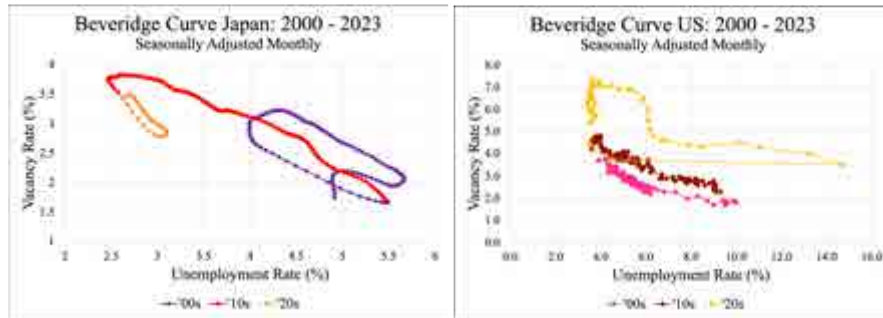 Beveridge Curve Japan: 2000 - 2023
Seasonally Adjusted Monthly
Vacancy Rate (%)
4
3.5
3
2.5
2
1.5
1
2 2.5 3 3.5 4 4.5 5 5.5 6
Unemployment Rate (%)
'00s '10s '20s
Beveridge Curve US: 2000 - 2023
Seasonally Adjusted Monthly
Vacancy Rate (%)
8.0
7.0
6.0
5.0
4.0
3.0
2.0
1.0
0.0
0.0 2.0 4.0 6.0 8.0 10.0 12.0 14.0 16.0
Unemployment Rate (%)
'00s '10s '20s